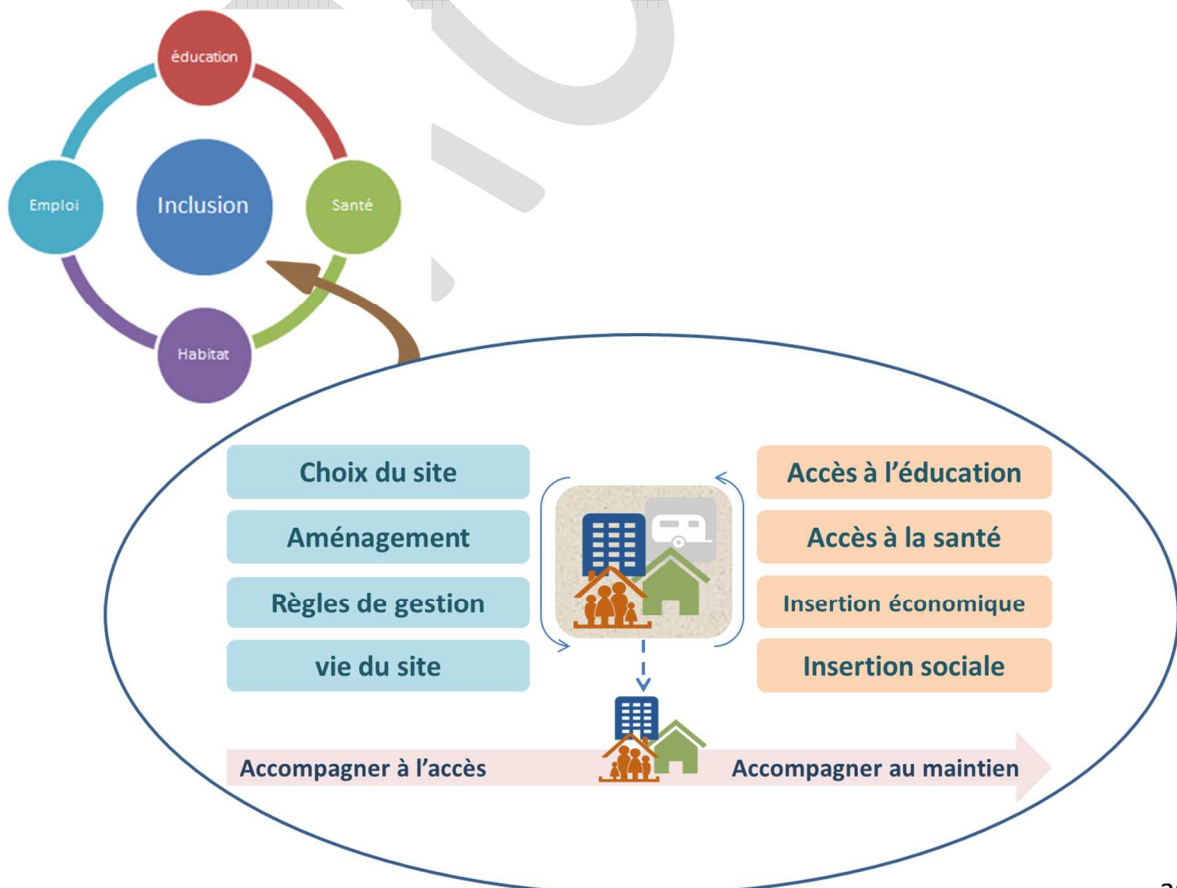 éducation
Emploi
Inclusion
Santé
Habitat
Choix du site
Aménagement
Règles de gestion
vie du site
Accès à l'éducation
Accès à la santé
Insertion économique
Insertion sociale
Accompagner à l'accès
Accompagner au maintien